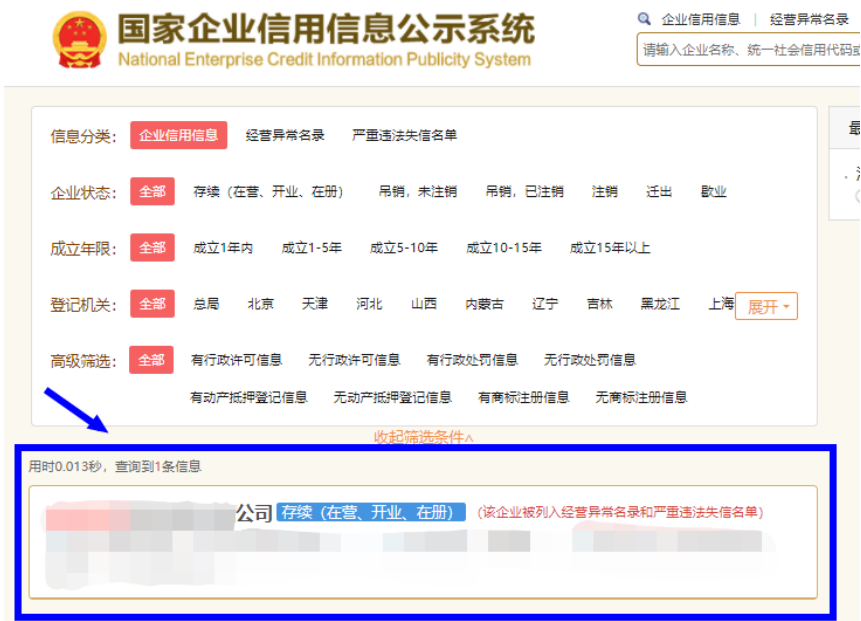 国家企业信用信息公示系统
National Enterprise Credit Information Publicity System
企业信用信息 | 经营异常名录
请输入企业名称、统一社会信用代码或
信息分类： 企业信用信息 经营异常名录 严重违法失信名单
最
企业状态： 全部 存续（在营、开业、在册） 吊销，未注销 吊销，已注销 注销 迁出 歇业
成立年限： 全部 成立1年内 成立1-5年 成立5-10年 成立10-15年 成立15年以上
登记机关： 全部 总局 北京 天津 河北 山西 内蒙古 辽宁 吉林 黑龙江 上海 展开
高级筛选： 全部 有行政许可信息 无行政许可信息 有行政处罚信息 无行政处罚信息
有动产抵押登记信息 无动产抵押登记信息 有商标注册信息 无商标注册信息
收起筛选条件
用时0.013秒，查询到1条信息
公司 存续（在营、开业、在册） （该企业被列入经营异常名录和严重违法失信名单）